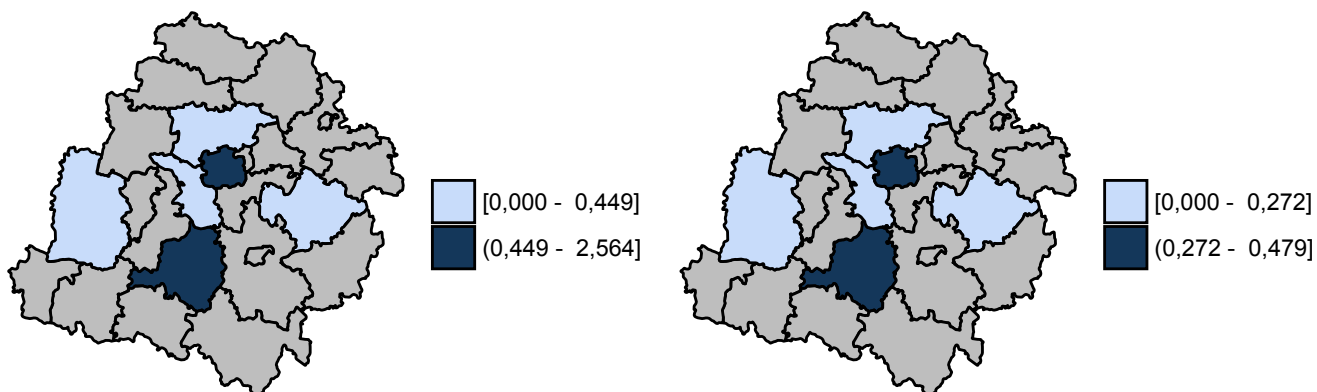 [0,000 - 0,449]
(0,449 - 2,564]
[0,000 - 0,272]
(0,272 - 0,479]